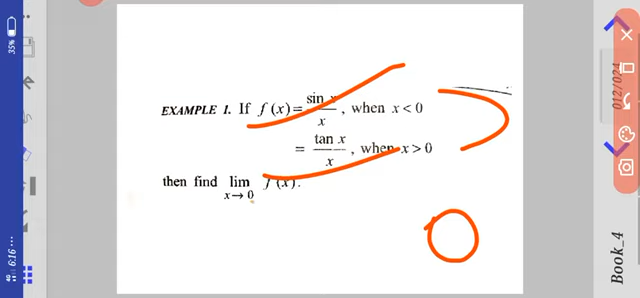 EXAMPLE 1. If f (x) = sin x / x , when x < 0
= tan x / x , when x > 0
then find lim x→0 f (x).
35%
4G 6:16 ...
012/024
Book_4